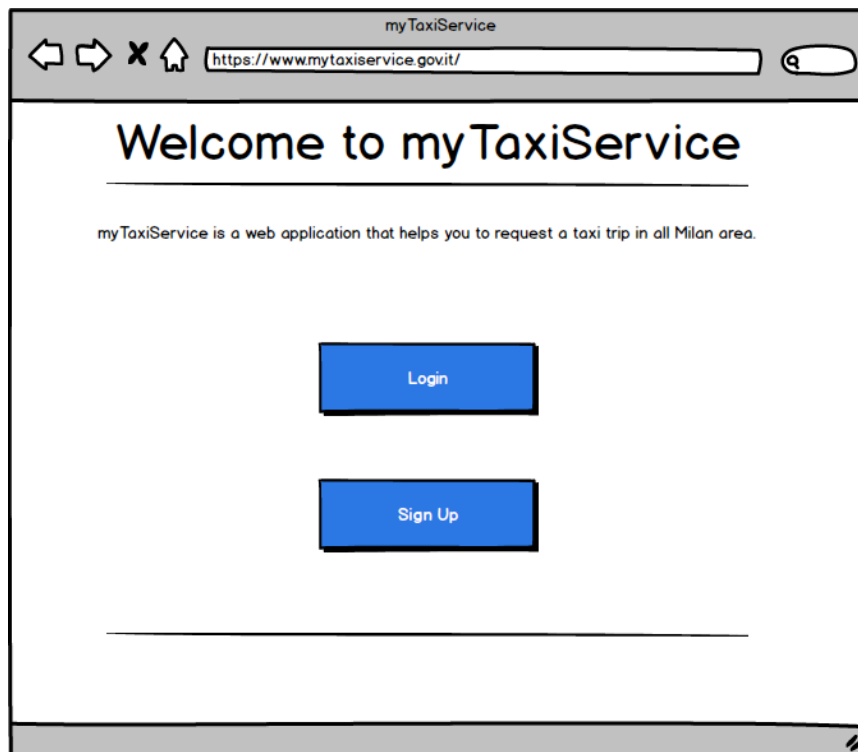 myTaxiService
https://www.mytaxiservice.gov.it/
Welcome to myTaxiService
myTaxiService is a web application that helps you to request a taxi trip in all Milan area.
Login
Sign Up